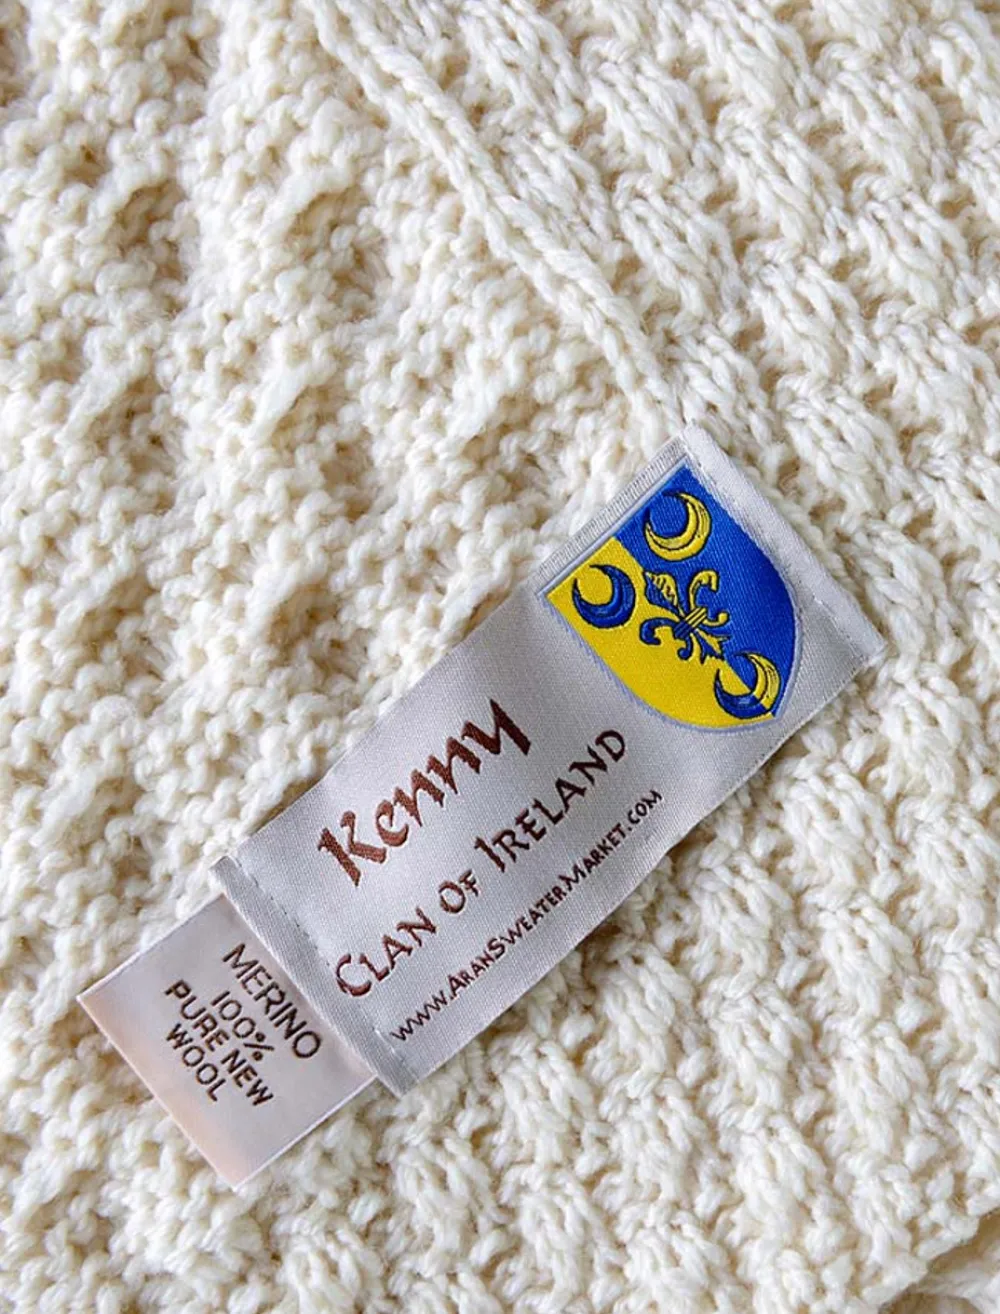 Kenny
CLAN OF IRELAND
WWW.ARANSWEATERMARKET.COM
MERINO
100%
PURE NEW
WOOL